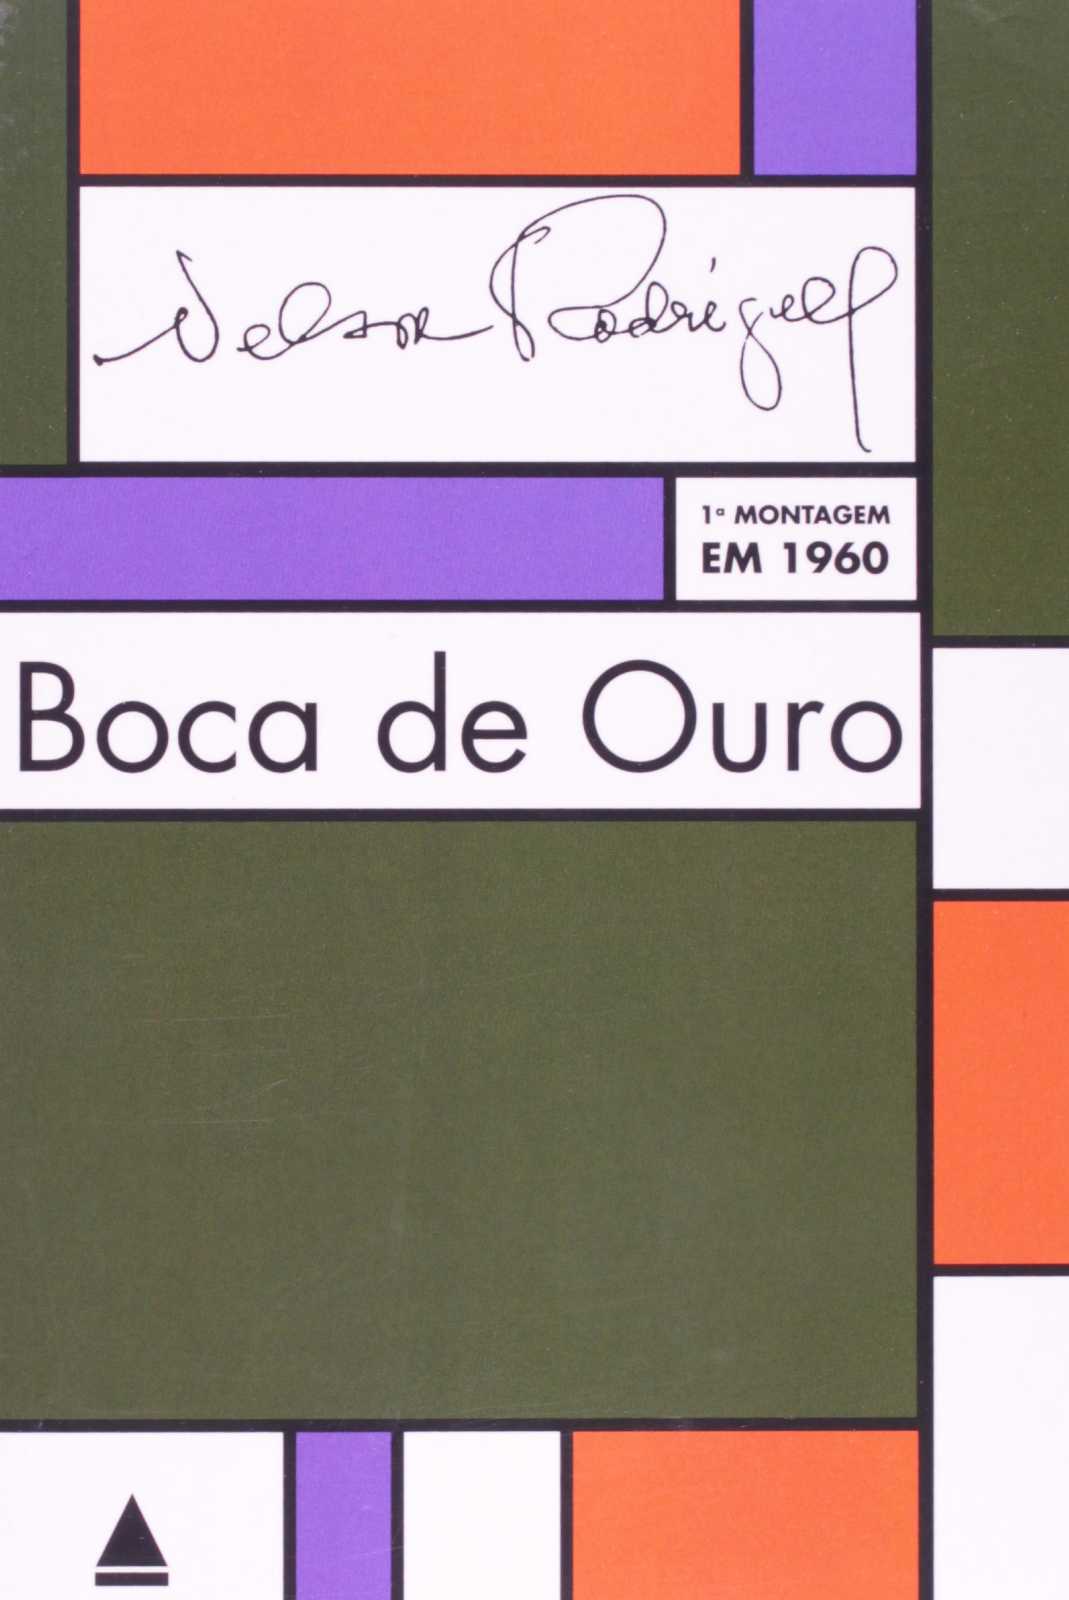 Nelson Rodrigues
1ª MONTAGEM
EM 1960
Boca de Ouro